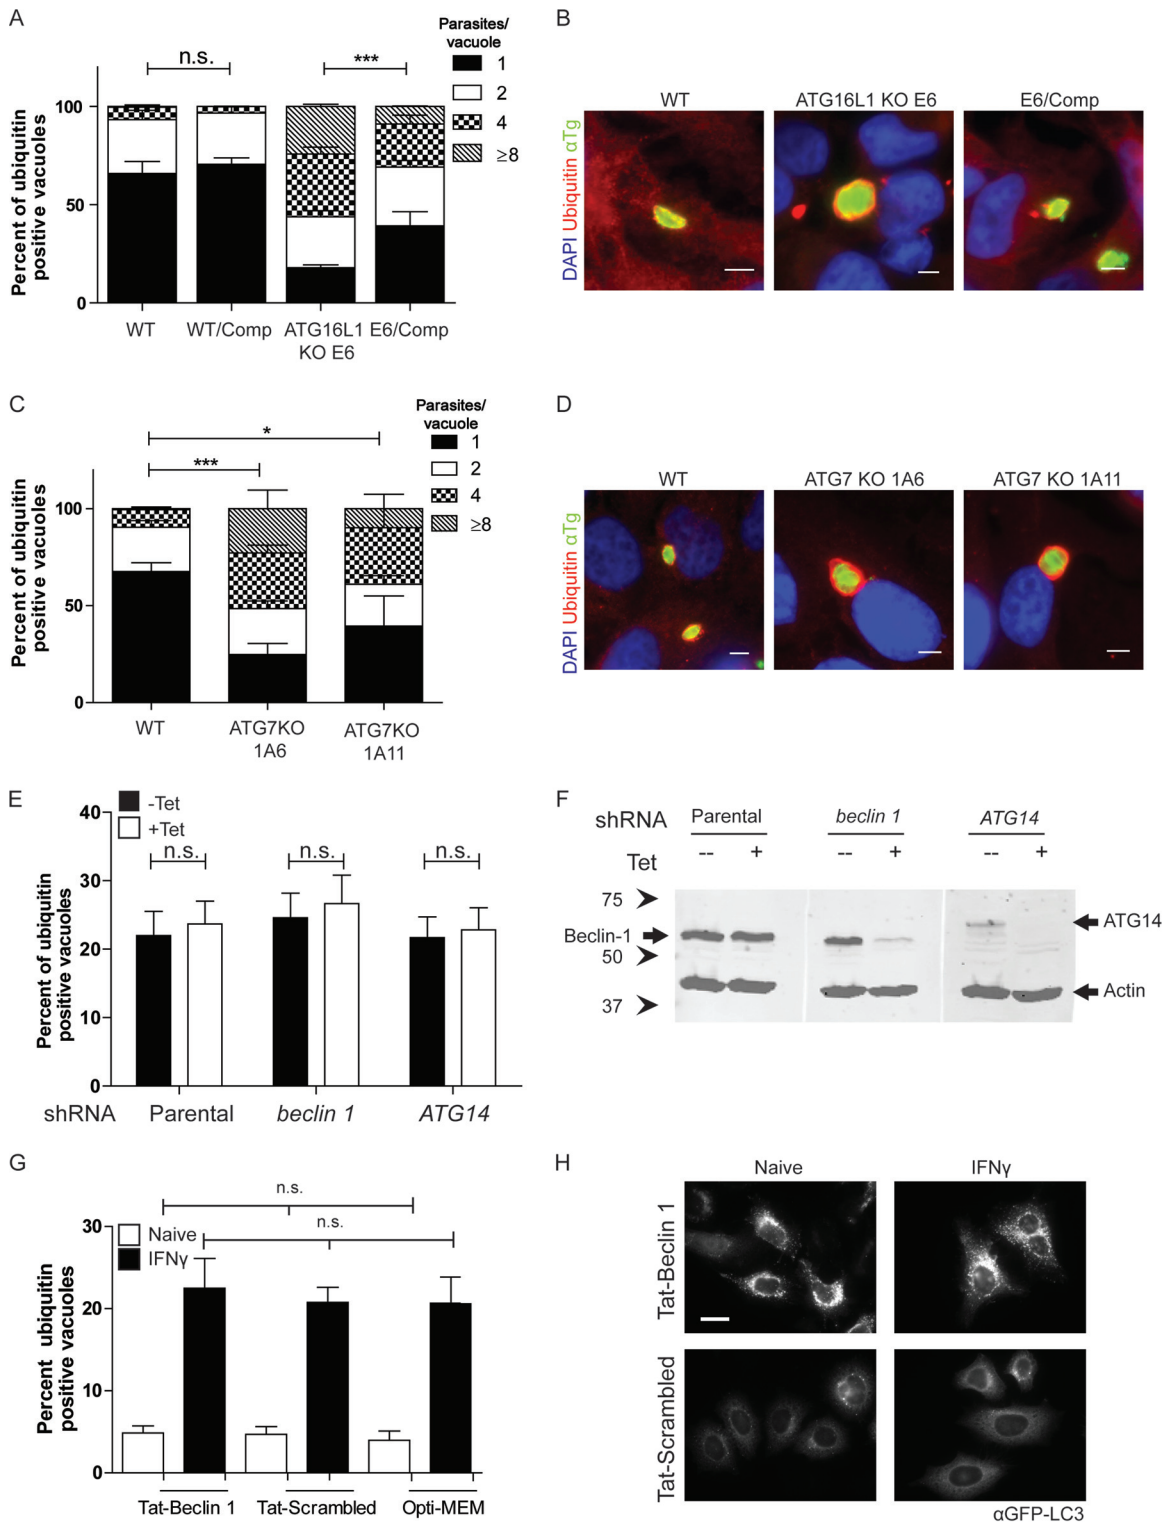 A
Parasites/
vacuole
1
2
4
≥8
n.s.
***
Percent of ubiquitin
positive vacuoles
100
50
0
WT
WT/Comp
ATG16L1
KO E6
E6/Comp
B
WT
ATG16L1 KO E6
E6/Comp
DAPI Ubiquitin αTg
C
Parasites/
vacuole
1
2
4
≥8
*
***
Percent of ubiquitin
positive vacuoles
100
50
0
WT
ATG7KO
1A6
ATG7KO
1A11
D
WT
ATG7 KO 1A6
ATG7 KO 1A11
DAPI Ubiquitin αTg
E
-Tet
+Tet
n.s.
n.s.
n.s.
Percent of ubiquitin
positive vacuoles
40
30
20
10
0
shRNA Parental beclin 1 ATG14
F
shRNA Parental beclin 1 ATG14
Tet -- + -- + -- +
75
Beclin-1
50
37
ATG14
Actin
G
n.s.
n.s.
Naive
IFNγ
Percent ubiquitin
positive vacuoles
30
20
10
0
Tat-Beclin 1 Tat-Scrambled Opti-MEM
H
Naive IFNγ
Tat-Beclin 1
Tat-Scrambled
αGFP-LC3